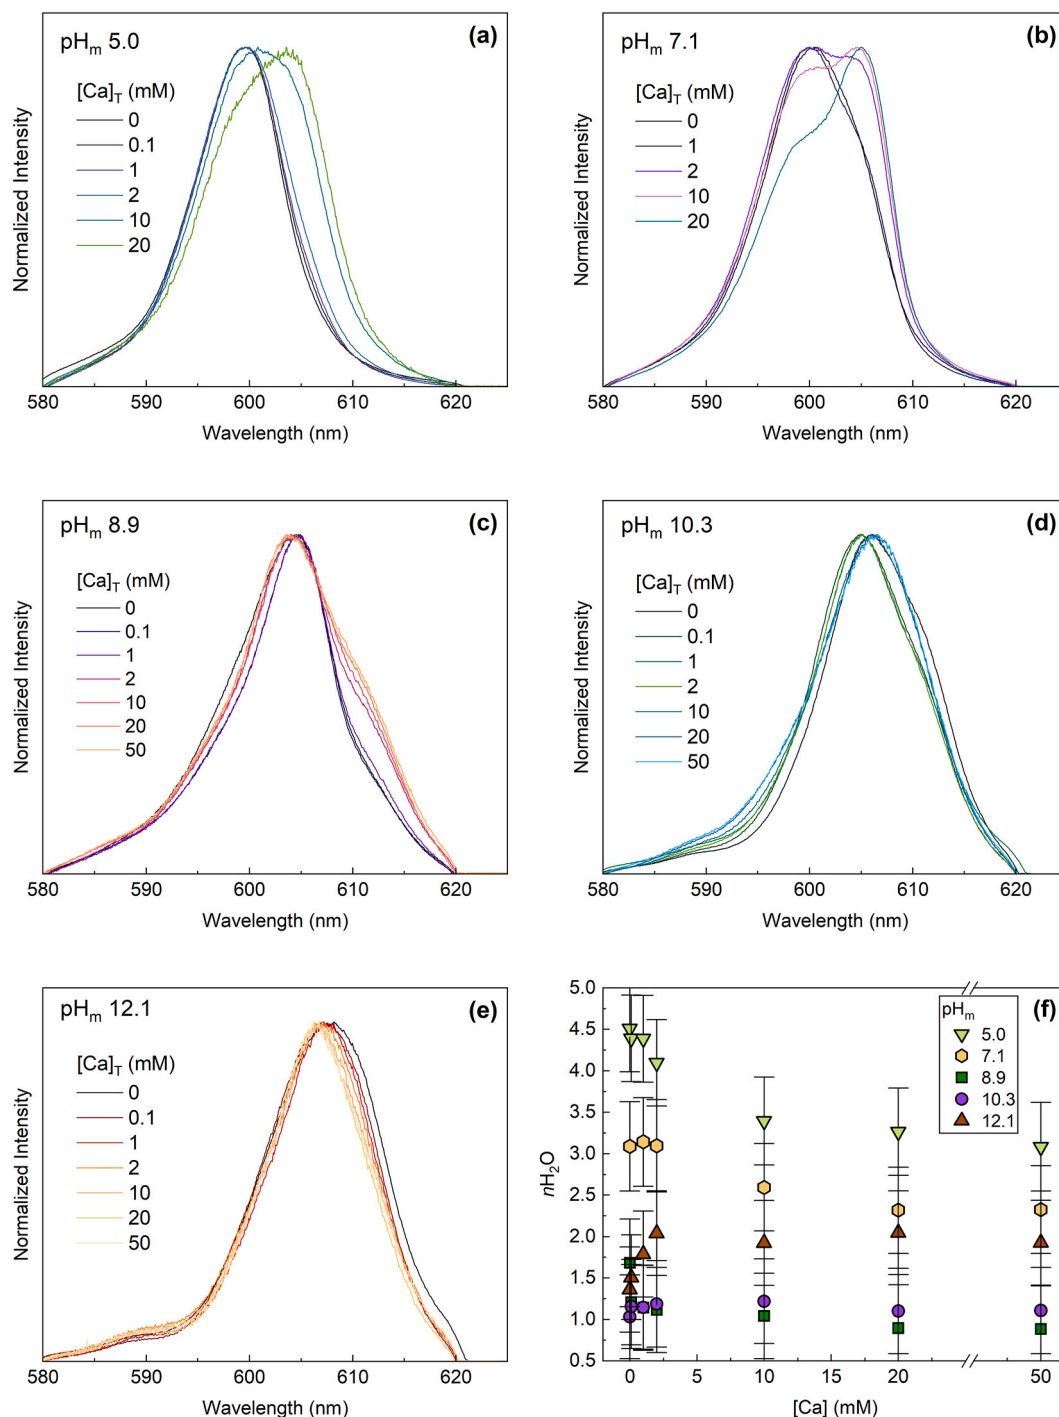 pHm 5.0
(a)
[Ca]T (mM)
0
0.1
1
2
10
20
Normalized Intensity
580 590 600 610 620
Wavelength (nm)
pHm 7.1
(b)
[Ca]T (mM)
0
1
2
10
20
Normalized Intensity
580 590 600 610 620
Wavelength (nm)
pHm 8.9
(c)
[Ca]T (mM)
0
0.1
1
2
10
20
50
Normalized Intensity
580 590 600 610 620
Wavelength (nm)
pHm 10.3
(d)
[Ca]T (mM)
0
0.1
1
2
10
20
50
Normalized Intensity
580 590 600 610 620
Wavelength (nm)
pHm 12.1
(e)
[Ca]T (mM)
0
0.1
1
2
10
20
50
Normalized Intensity
580 590 600 610 620
Wavelength (nm)
(f)
pHm
5.0
7.1
8.9
10.3
12.1
5.0
4.5
4.0
3.5
3.0
2.5
2.0
1.5
1.0
0.5
nH2O
0 5 10 15 20 50
[Ca] (mM)